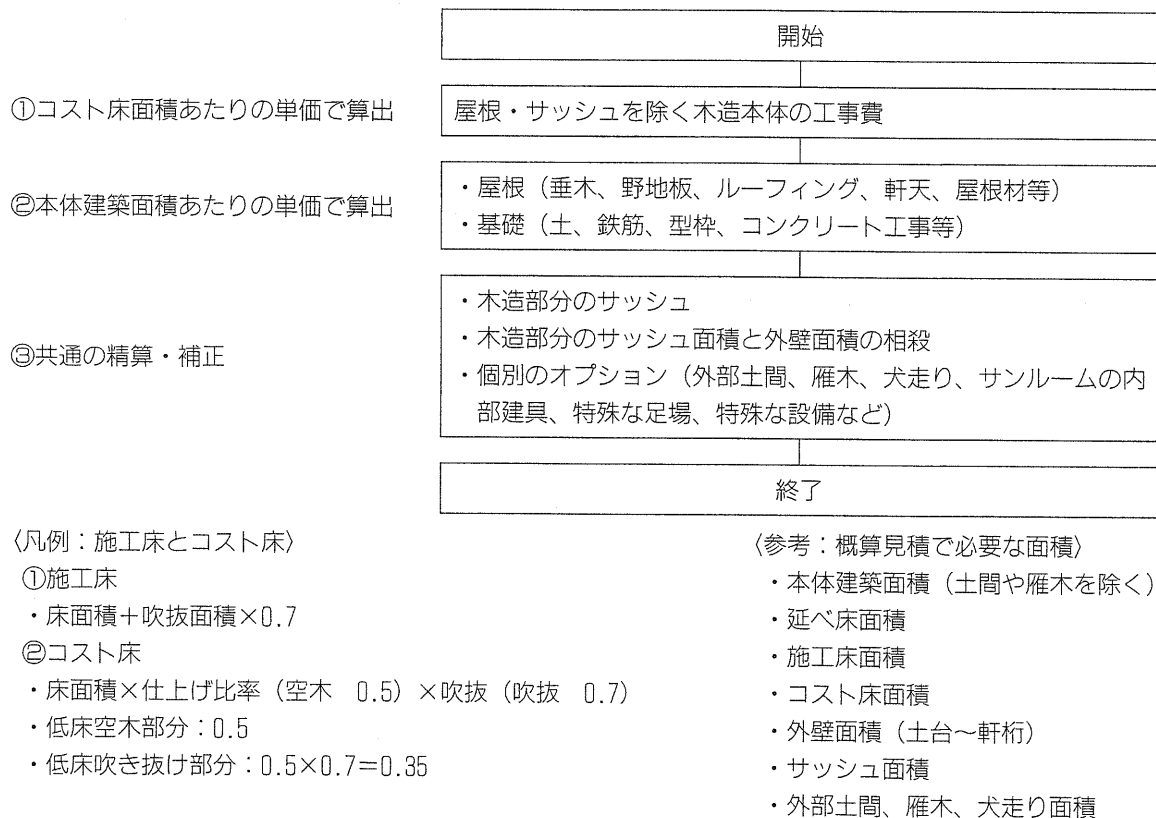 開始
①コスト床面積あたりの単価で算出
屋根・サッシュを除く木造本体の工事費
②本体建築面積あたりの単価で算出
・屋根（垂木、野地板、ルーフィング、軒天、屋根材等）
・基礎（土、鉄筋、型枠、コンクリート工事等）
③共通の精算・補正
・木造部分のサッシュ
・木造部分のサッシュ面積と外壁面積の相殺
・個別のオプション（外部土間、雁木、犬走り、サンルームの内
部建具、特殊な足場、特殊な設備など）
終了
〈凡例：施工床とコスト床〉
①施工床
・床面積＋吹抜面積×0.7
②コスト床
・床面積×仕上げ比率（空木　0.5）×吹抜（吹抜　0.7）
・低床空木部分：0.5
・低床吹き抜け部分：0.5×0.7＝0.35
〈参考：概算見積で必要な面積〉
・本体建築面積（土間や雁木を除く）
・延べ床面積
・施工床面積
・コスト床面積
・外壁面積（土台〜軒桁）
・サッシュ面積
・外部土間、雁木、犬走り面積